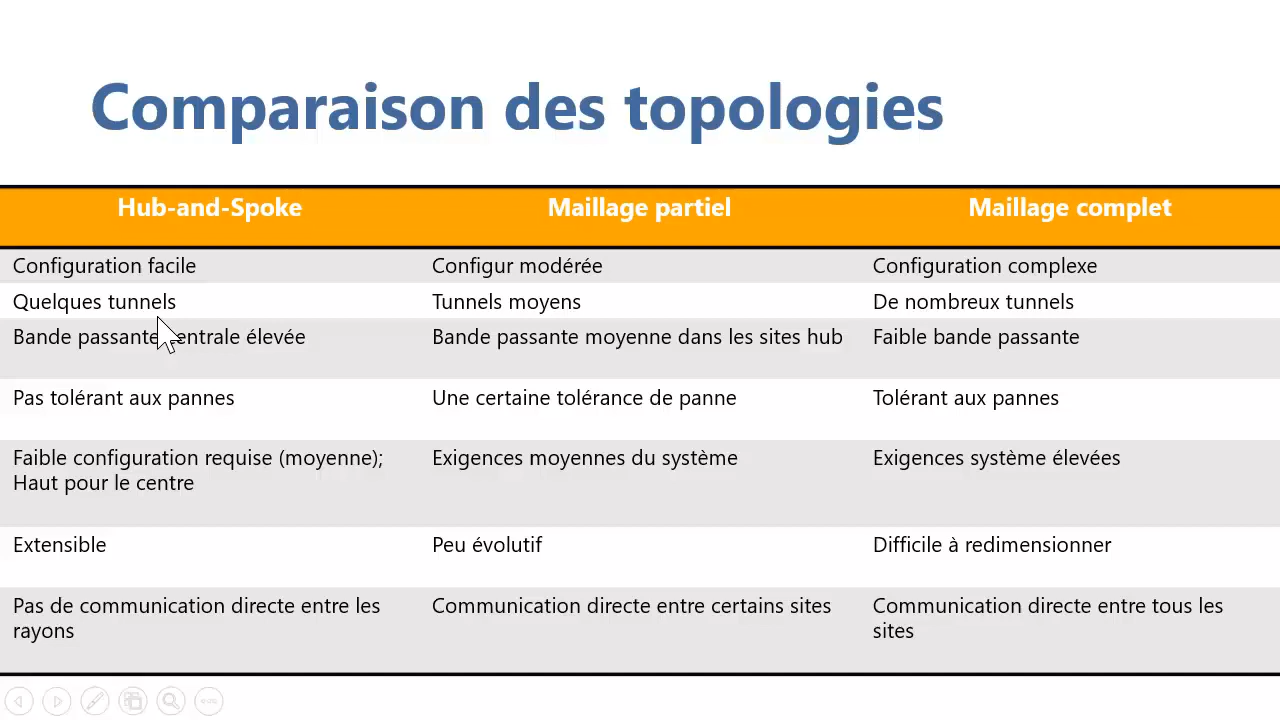 Comparaison des topologies
Hub-and-Spoke Maillage partiel Maillage complet
Configuration facile Configur modérée Configuration complexe
Quelques tunnels Tunnels moyens De nombreux tunnels
Bande passante centrale élevée Bande passante moyenne dans les sites hub Faible bande passante
Pas tolérant aux pannes Une certaine tolérance de panne Tolérant aux pannes
Faible configuration requise (moyenne); Exigences moyennes du système Exigences système élevées
Haut pour le centre
Extensible Peu évolutif Difficile à redimensionner
Pas de communication directe entre les Communication directe entre certains sites Communication directe entre tous les
rayons sites